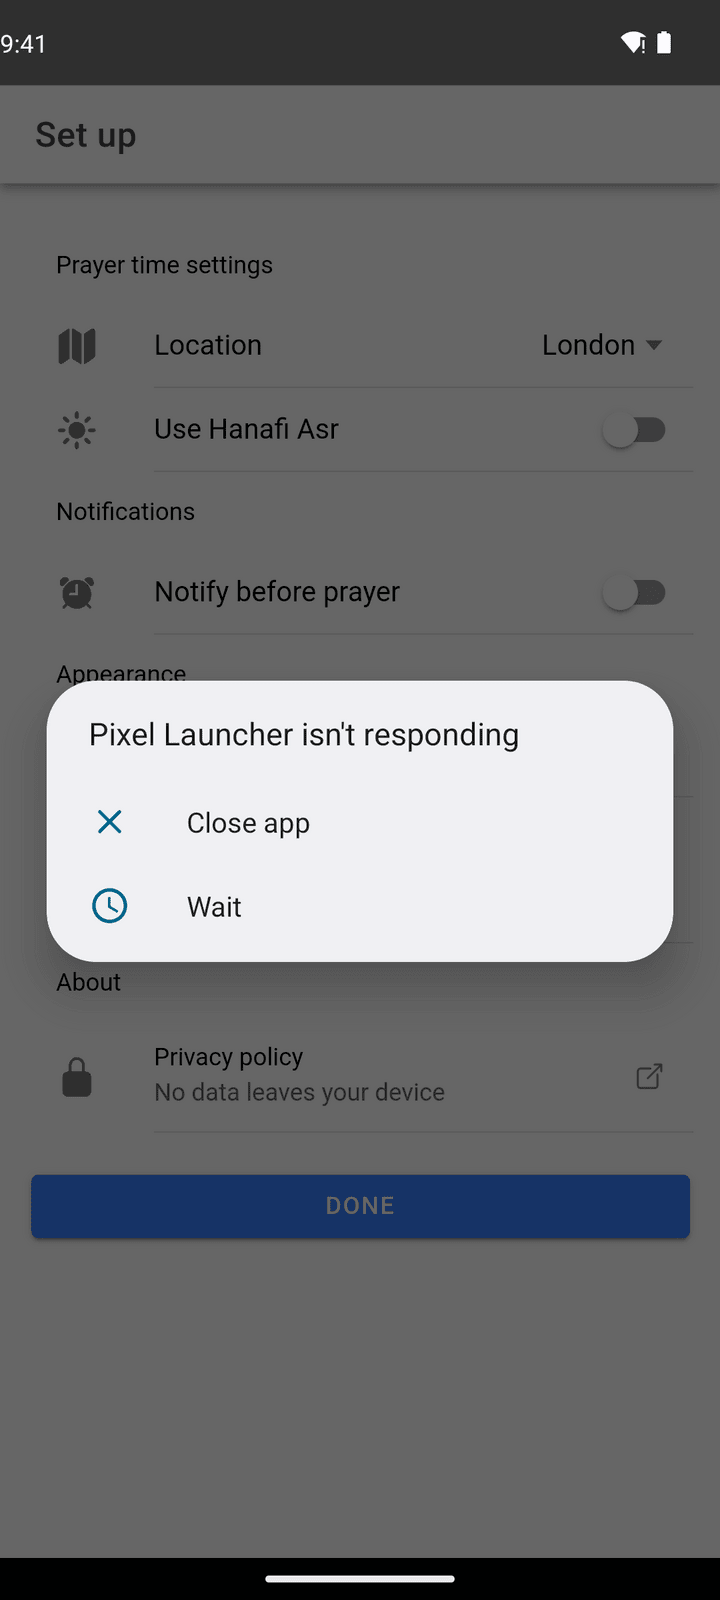 9:41
Set up
Prayer time settings
Location
London
Use Hanafi Asr
Notifications
Notify before prayer
Appearance
Pixel Launcher isn't responding
Close app
Wait
About
Privacy policy
No data leaves your device
DONE